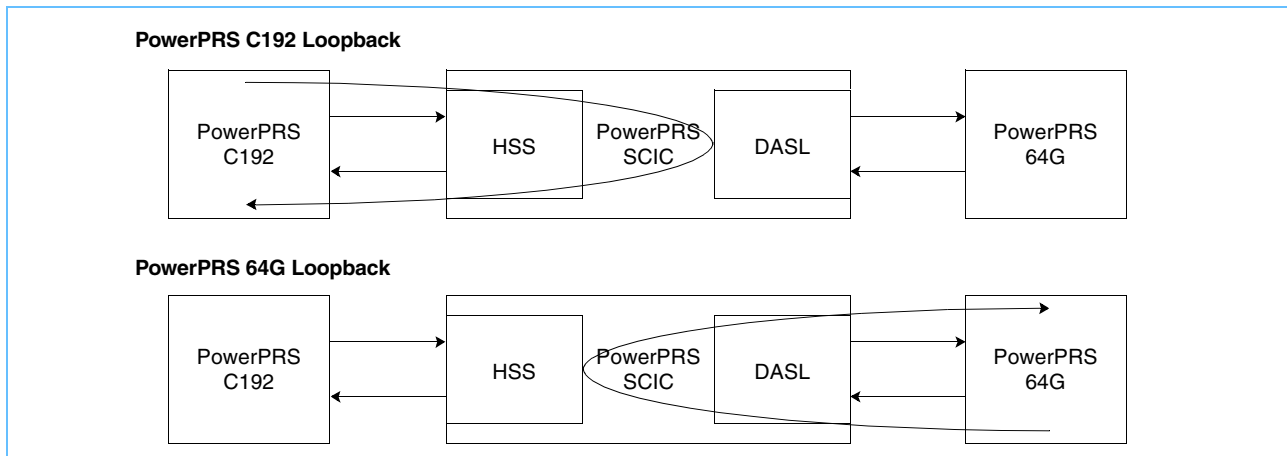 PowerPRS C192 Loopback
PowerPRS
C192
HSS
PowerPRS
SCIC
DASL
PowerPRS
64G
PowerPRS 64G Loopback
PowerPRS
C192
HSS
PowerPRS
SCIC
DASL
PowerPRS
64G